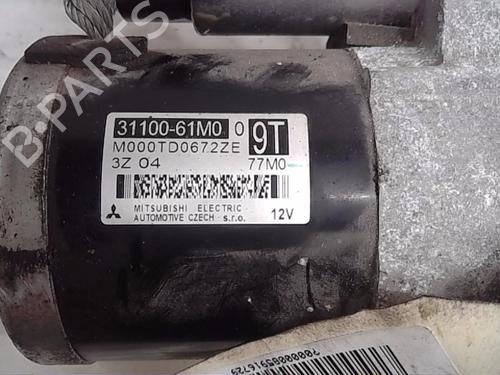 31100-61M0 0 9T
M000TD0672ZE
3Z 04 77M0
MITSUBISHI ELECTRIC
AUTOMOTIVE CZECH s.r.o. 12V
B-PARTS